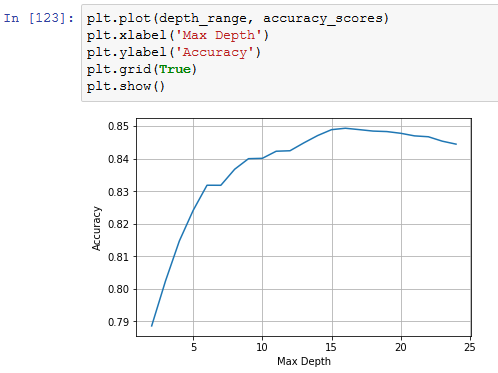 In [123]: plt.plot(depth_range, accuracy_scores)
plt.xlabel('Max Depth')
plt.ylabel('Accuracy')
plt.grid(True)
plt.show()
0.85
0.84
0.83
0.82
0.81
0.80
0.79
Accuracy
5 10 15 20 25
Max Depth